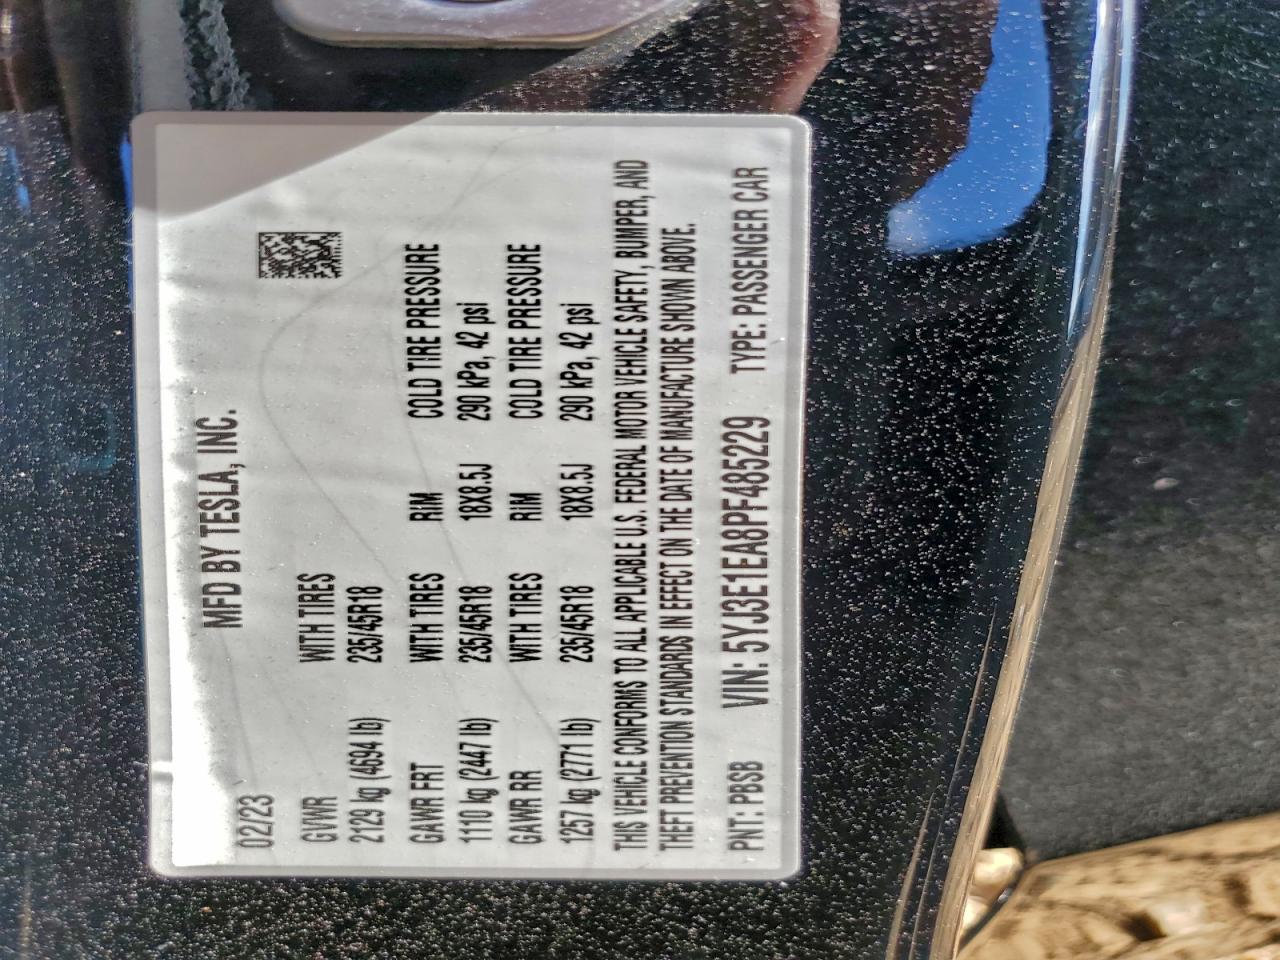 MFD BY TESLA, INC.
02/23
GVWR WITH TIRES
2129 kg (4694 lb) 235/45R18
GAWR FRT WITH TIRES RIM COLD TIRE PRESSURE
1110 kg (2447 lb) 235/45R18 18X8.5J 290 kPa, 42 psi
GAWR RR WITH TIRES RIM COLD TIRE PRESSURE
1257 kg (2771 lb) 235/45R18 18X8.5J 290 kPa, 42 psi
THIS VEHICLE CONFORMS TO ALL APPLICABLE U.S. FEDERAL MOTOR VEHICLE SAFETY, BUMPER, AND
THEFT PREVENTION STANDARDS IN EFFECT ON THE DATE OF MANUFACTURE SHOWN ABOVE.
PNT: PBSB VIN: 5YJ3E1EA8PF485229 TYPE: PASSENGER CAR